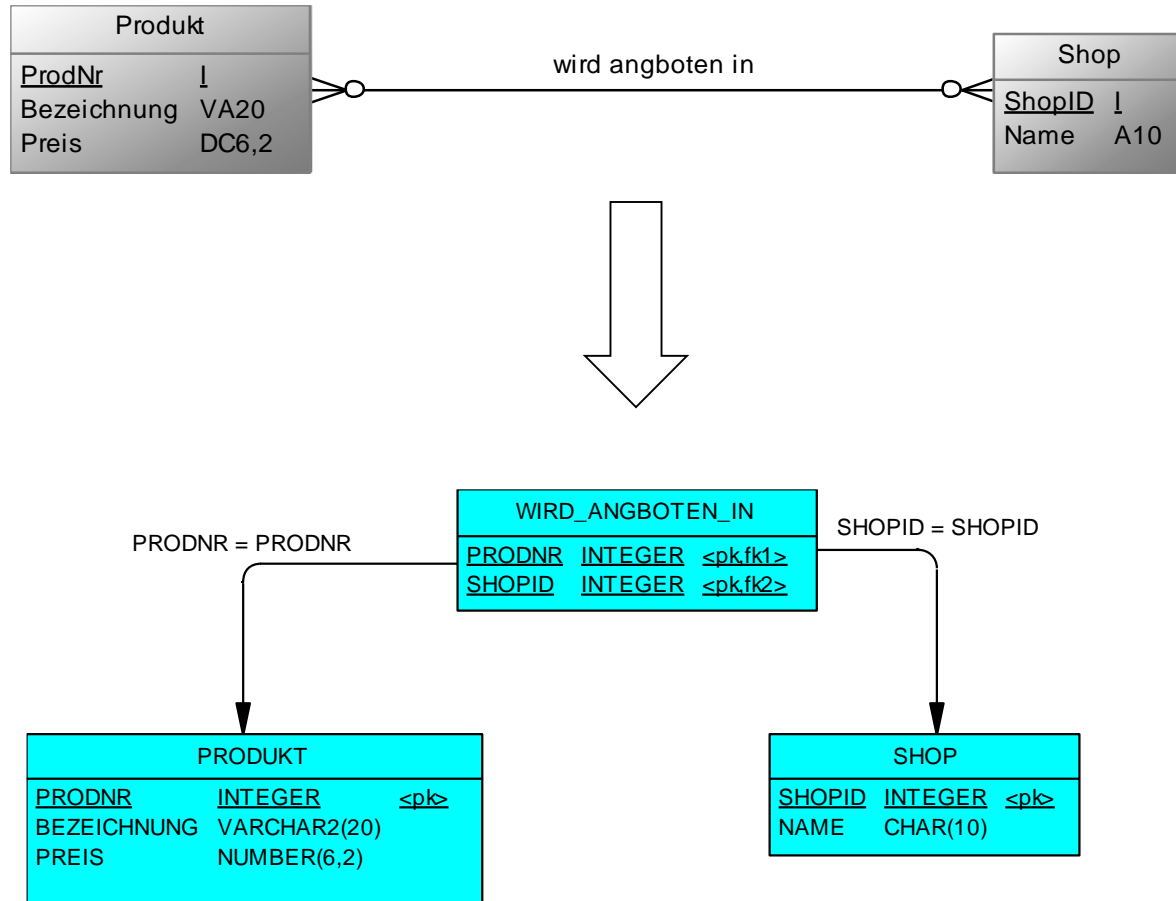 Produkt
ProdNr I
Bezeichnung VA20
Preis DC6,2
wird angboten in
Shop
ShopID I
Name A10
WIRD_ANGBOTEN_IN
PRODNR INTEGER <pk,fk1>
SHOPID INTEGER <pk,fk2>
PRODNR = PRODNR
SHOPID = SHOPID
PRODUKT
PRODNR INTEGER <pk>
BEZEICHNUNG VARCHAR2(20)
PREIS NUMBER(6,2)
SHOP
SHOPID INTEGER <pk>
NAME CHAR(10)